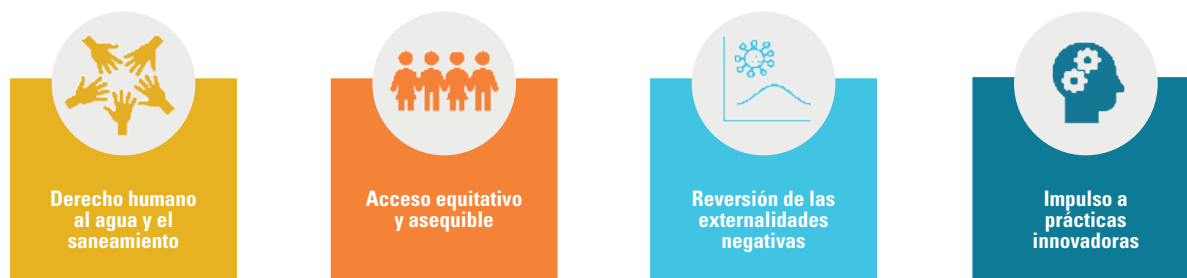 Derecho humano
al agua y el
saneamiento
Acceso equitativo
y asequible
Reversión de las
externalidades
negativas
Impulso a
prácticas
innovadoras